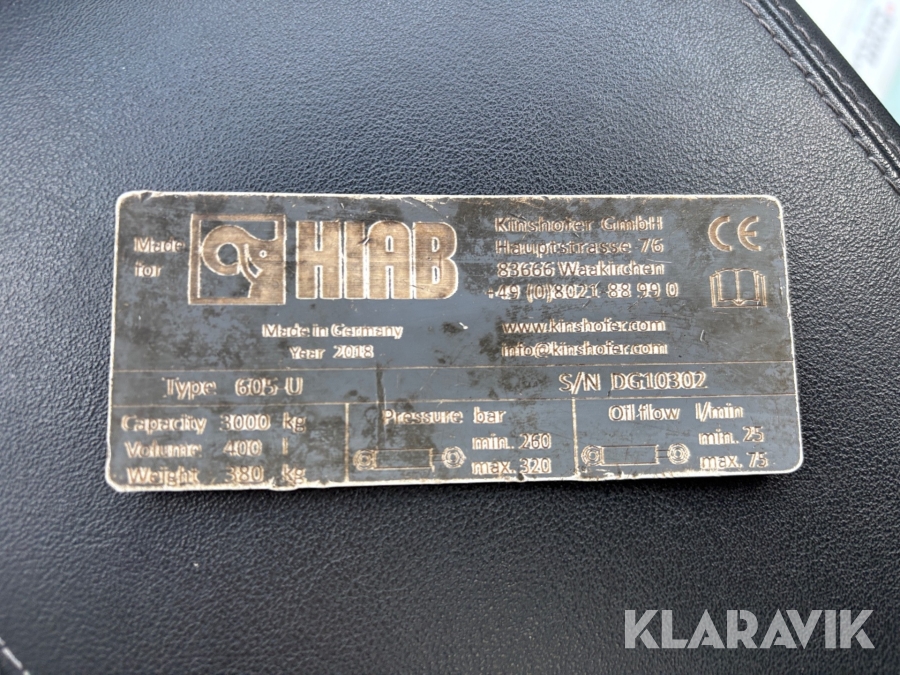 Made for HIAB
Kinshofer GmbH
Hauptstrasse 76
83666 Waakirchen
+49 (0)8021 88 99 0
CE
Made in Germany
Year 2018
www.kinshofer.com
info@kinshofer.com
Type 605 U
S/N DG10302
Capacity 3000 kg
Volume 400 l
Weight 380 kg
Pressure bar
min. 260
max. 320
Oil flow l/min
min. 25
max. 75
KLARAVIK